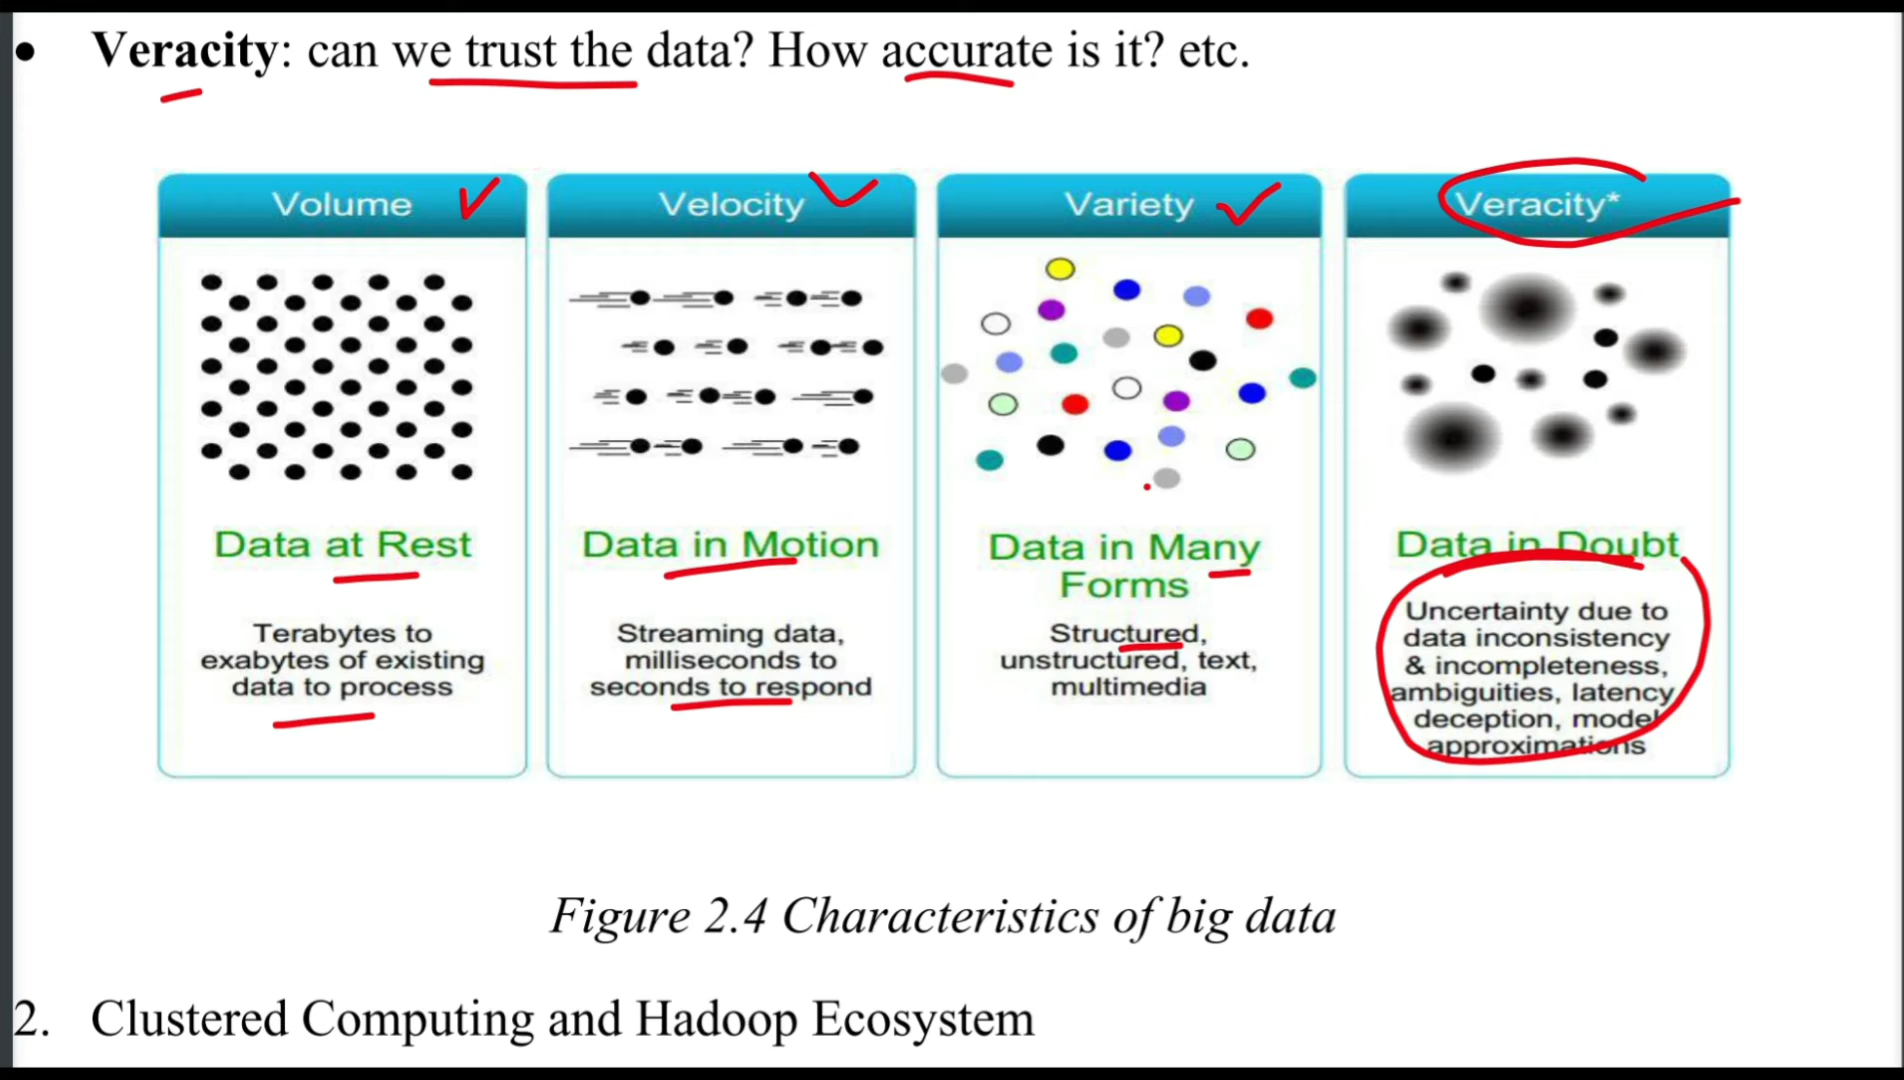 • Veracity: can we trust the data? How accurate is it? etc.
Volume
Data at Rest
Terabytes to
exabytes of existing
data to process
Velocity
Data in Motion
Streaming data,
milliseconds to
seconds to respond
Variety
Data in Many
Forms
Structured,
unstructured, text,
multimedia
Veracity*
Data in Doubt
Uncertainty due to
data inconsistency
& incompleteness,
ambiguities, latency
deception, model
approximations
Figure 2.4 Characteristics of big data
2. Clustered Computing and Hadoop Ecosystem